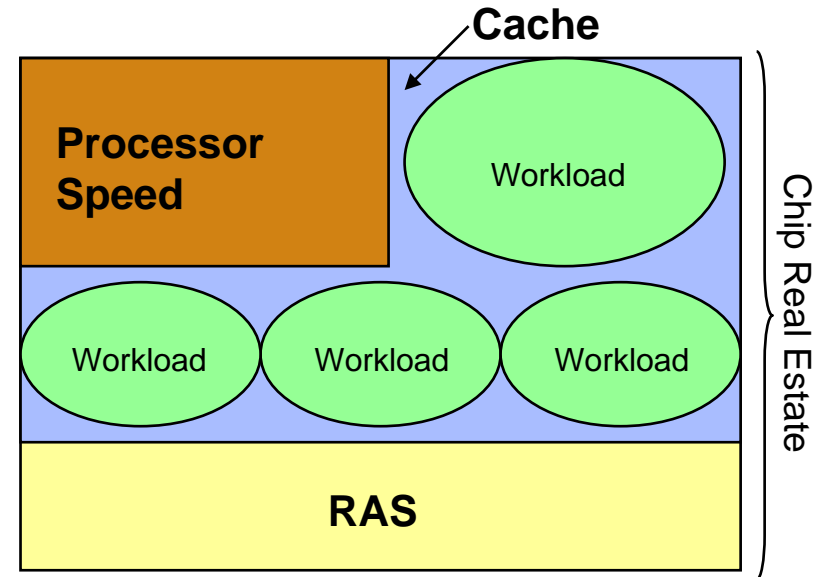 Cache
Processor
Speed
Workload
Workload
Workload
Workload
RAS
Chip Real Estate